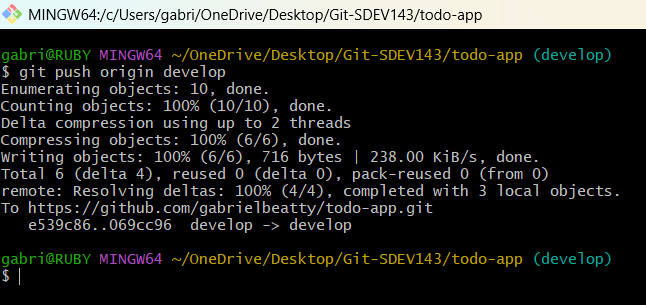 MINGW64:/c/Users/gabri/OneDrive/Desktop/Git-SDEV143/todo-app
gabri@RUBY MINGW64 ~/OneDrive/Desktop/Git-SDEV143/todo-app (develop)
$ git push origin develop
Enumerating objects: 10, done.
Counting objects: 100% (10/10), done.
Delta compression using up to 2 threads
Compressing objects: 100% (6/6), done.
Writing objects: 100% (6/6), 716 bytes | 238.00 KiB/s, done.
Total 6 (delta 4), reused 0 (delta 0), pack-reused 0 (from 0)
remote: Resolving deltas: 100% (4/4), completed with 3 local objects.
To https://github.com/gabrielbeatty/todo-app.git
   e539c86..069cc96  develop -> develop
gabri@RUBY MINGW64 ~/OneDrive/Desktop/Git-SDEV143/todo-app (develop)
$